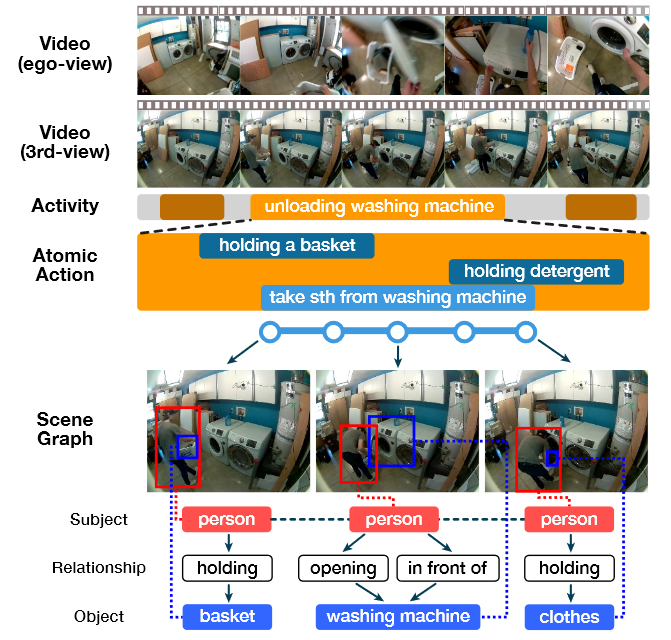 Video
(ego-view)
Video
(3rd-view)
Activity
unloading washing machine
Atomic
Action
holding a basket
holding detergent
take sth from washing machine
Scene
Graph
Subject
person
person
person
Relationship
holding
opening
in front of
holding
Object
basket
washing machine
clothes